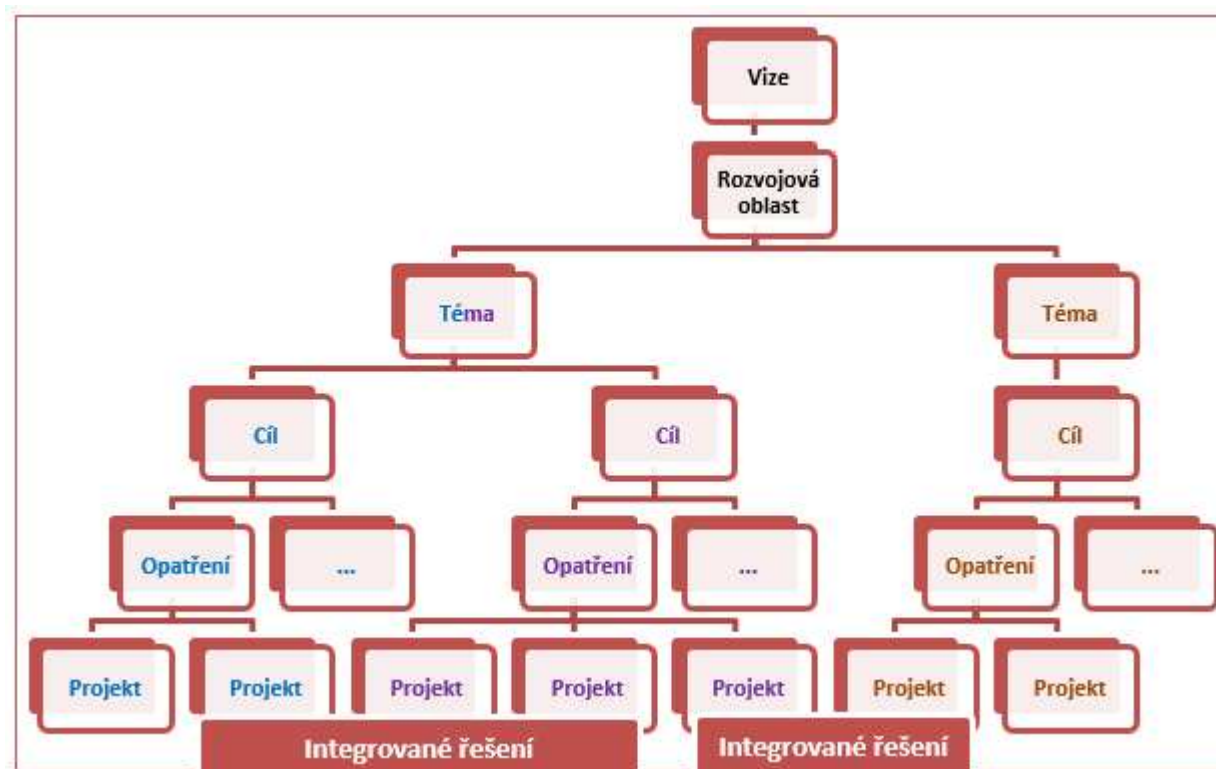 Vize
Rozvojová
oblast
Téma
Téma
Cíl
Cíl
Cíl
Opatření
...
Opatření
...
Opatření
...
Projekt
Projekt
Projekt
Projekt
Projekt
Projekt
Projekt
Integrované řešení
Integrované řešení